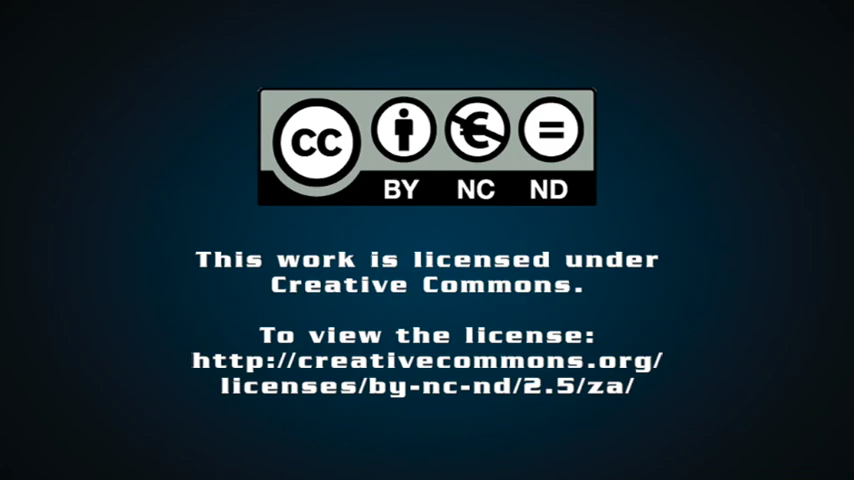 CC
BY NC ND
This work is licensed under
Creative Commons.
To view the license:
http://creativecommons.org/
licenses/by-nc-nd/2.5/za/